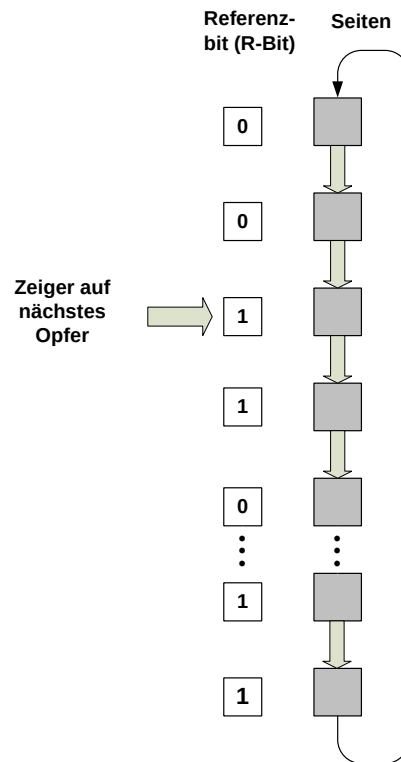 Referenz-
bit (R-Bit)
Seiten
0
0
Zeiger auf
nächstes
Opfer
1
1
0
1
1